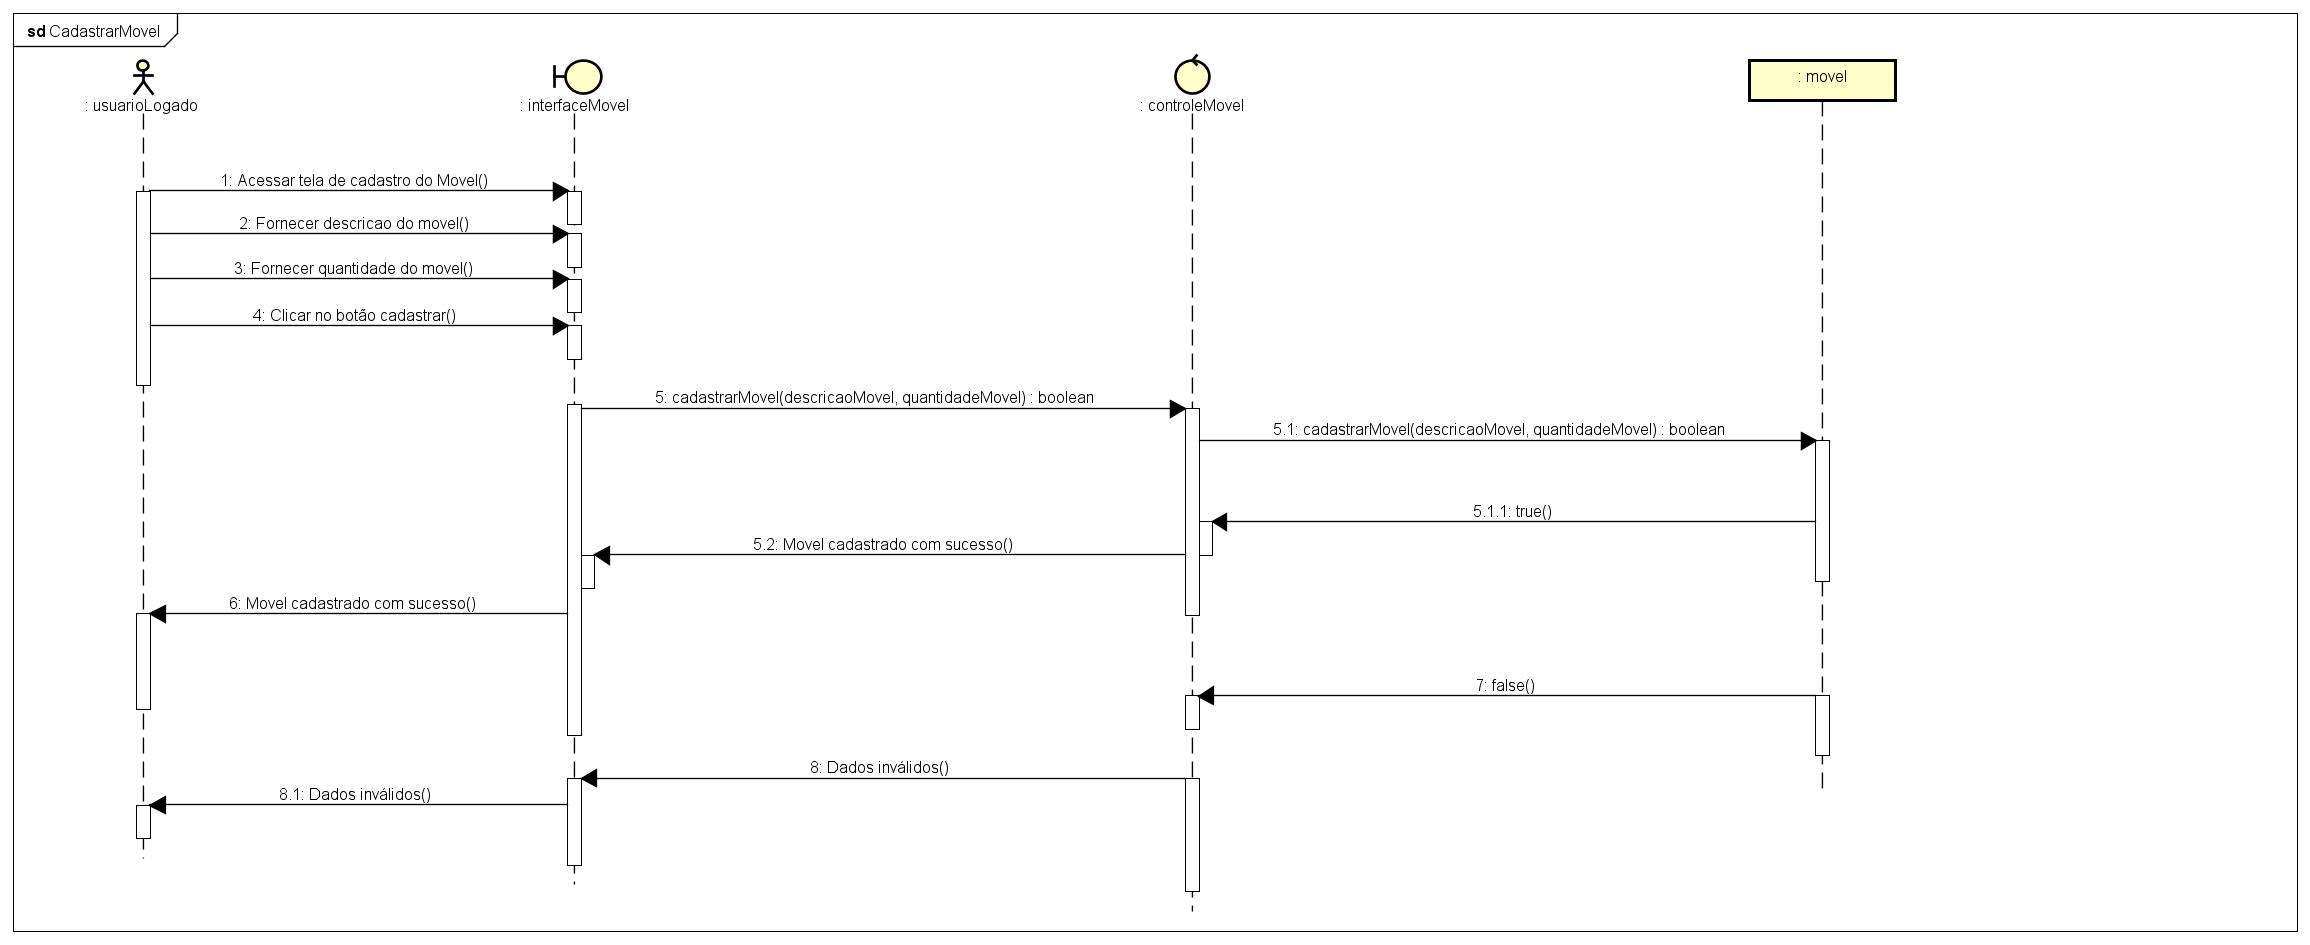 sd CadastrarMovel
: usuarioLogado
: interfaceMovel
: controleMovel
: movel
1: Acessar tela de cadastro do Movel()
2: Fornecer descricao do movel()
3: Fornecer quantidade do movel()
4: Clicar no botão cadastrar()
5: cadastrarMovel(descricaoMovel, quantidadeMovel) : boolean
5.1: cadastrarMovel(descricaoMovel, quantidadeMovel) : boolean
5.1.1: true()
5.2: Movel cadastrado com sucesso()
6: Movel cadastrado com sucesso()
7: false()
8: Dados inválidos()
8.1: Dados inválidos()